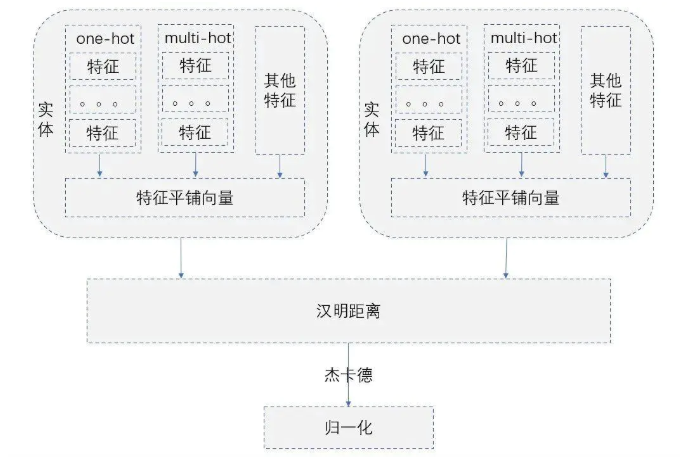 one-hot
特征
。。。
特征
multi-hot
特征
。。。
特征
其他
特征
实
体
特征平铺向量
one-hot
特征
。。。
特征
multi-hot
特征
。。。
特征
其他
特征
实
体
特征平铺向量
汉明距离
杰卡德
归一化